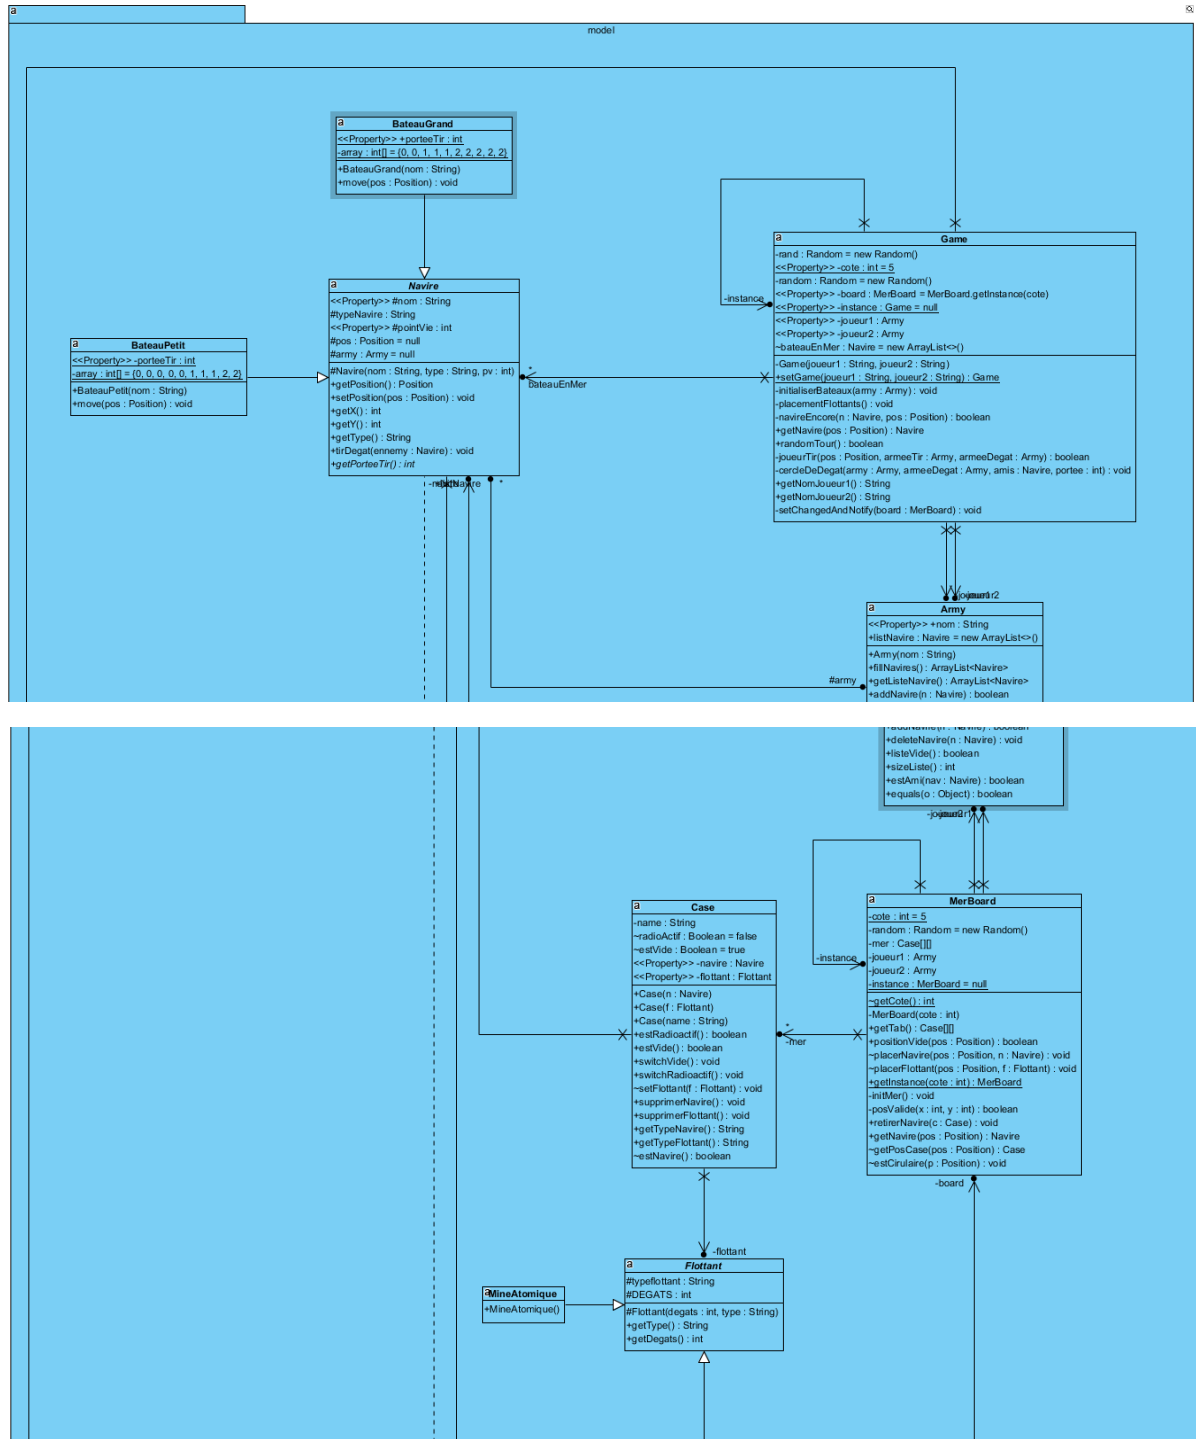 a
model
a
BateauGrand
<<Property>> +porteeTir : int
-array : int[] = {0, 0, 1, 1, 1, 2, 2, 2, 2, 2}
+BateauGrand(nom : String)
+move(pos : Position) : void
a
Navire
<<Property>> #nom : String
#typeNavire : String
<<Property>> #pointVie : int
#pos : Position = null
#army : Army = null
#Navire(nom : String, type : String, pv : int)
+getPosition() : Position
+setPosition(pos : Position) : void
+getX() : int
+getY() : int
+getType() : String
+tirDegat(ennemy : Navire) : void
+getPorteeTir() : int
a
BateauPetit
<<Property>> -porteeTir : int
-array : int[] = {0, 0, 0, 0, 0, 1, 1, 1, 2, 2}
+BateauPetit(nom : String)
+move(pos : Position) : void
*
bateauEnMer
*
-instance
a
Game
-rand : Random = new Random()
<<Property>> -cote : int = 5
-random : Random = new Random()
<<Property>> -board : MerBoard = MerBoard.getInstance(cote)
<<Property>> -instance : Game = null
<<Property>> -joueur1 : Army
<<Property>> -joueur2 : Army
~bateauEnMer : Navire = new ArrayList<>()
-Game(joueur1 : String, joueur2 : String)
+setGame(joueur1 : String, joueur2 : String) : Game
-initialiserBateaux(army : Army) : void
-placementFlottants() : void
-navireEncore(n : Navire, pos : Position) : boolean
+getNavire(pos : Position) : Navire
+randomTour() : boolean
-joueurTir(pos : Position, armeeTir : Army, armeeDegat : Army) : boolean
-cercleDeDegat(army : Army, armeeDegat : Army, amis : Navire, portee : int) : void
+getNomJoueur1() : String
+getNomJoueur2() : String
-setChangedAndNotify(board : MerBoard) : void
#army
a
Army
<<Property>> +nom : String
+listNavire : Navire = new ArrayList<>()
+Army(nom : String)
+fillNavires() : ArrayList<Navire>
+getListeNavire() : ArrayList<Navire>
+addNavire(n : Navire) : boolean
+addNavire(n : Navire) : boolean
+deleteNavire(n : Navire) : void
+listeVide() : boolean
+sizeListe() : int
+estAmi(nav : Navire) : boolean
+equals(o : Object) : boolean
a
Case
-name : String
~radioActif : Boolean = false
~estVide : Boolean = true
<<Property>> -navire : Navire
<<Property>> -flottant : Flottant
+Case(n : Navire)
+Case(f : Flottant)
+Case(name : String)
+estRadioactif() : boolean
+estVide() : boolean
+switchVide() : void
+switchRadioactif() : void
~setFlottant(f : Flottant) : void
+supprimerNavire() : void
+supprimerFlottant() : void
+getTypeNavire() : String
+getTypeFlottant() : String
~estNavire() : boolean
*
-mer
-instance
a
MerBoard
-cote : int = 5
-random : Random = new Random()
-mer : Case[][]
-joueur1 : Army
-joueur2 : Army
-instance : MerBoard = null
~getCote() : int
-MerBoard(cote : int)
+getTab() : Case[][]
+positionVide(pos : Position) : boolean
~placerNavire(pos : Position, n : Navire) : void
~placerFlottant(pos : Position, f : Flottant) : void
+getInstance(cote : int) : MerBoard
-initMer() : void
-posValide(x : int, y : int) : boolean
+retirerNavire(c : Case) : void
+getNavire(pos : Position) : Navire
~getPosCase(pos : Position) : Case
~estCirulaire(p : Position) : void
-board
-flottant
a
Flottant
#typeflottant : String
#DEGATS : int
#Flottant(degats : int, type : String)
+getType() : String
+getDegats() : int
a
MineAtomique
+MineAtomique()